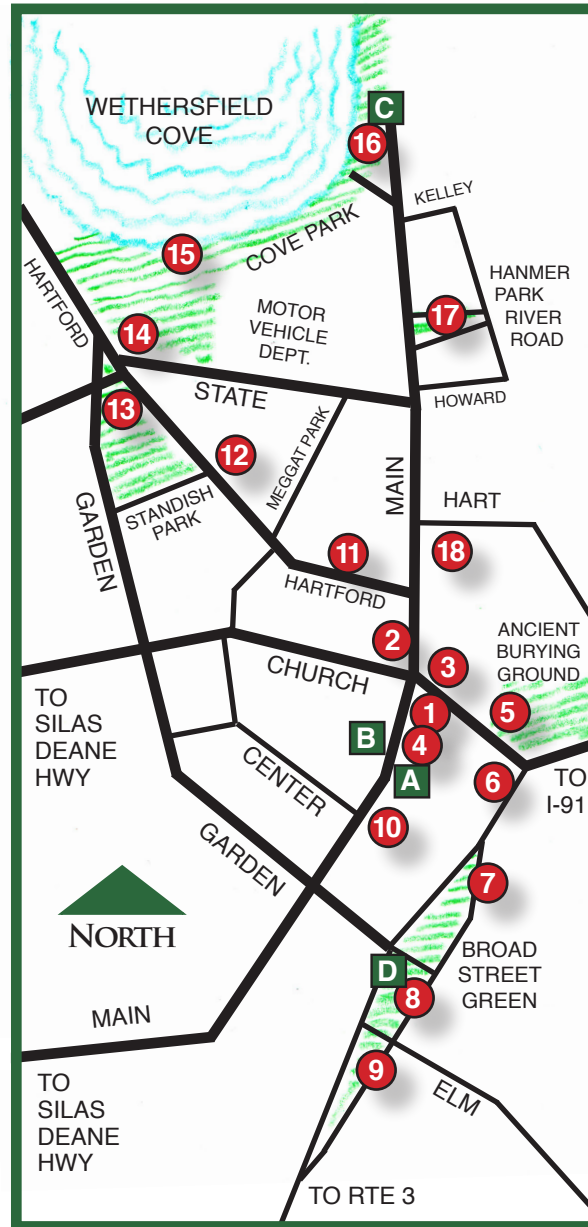 WETHERSFIELD
COVE
C
16
KELLEY
15
COVE PARK
HARTFORD
HANMER
PARK
RIVER
ROAD
17
MOTOR
VEHICLE
DEPT.
14
STATE
HOWARD
13
12
MEGGAT PARK
MAIN
STANDISH
PARK
GARDEN
HART
11
18
HARTFORD
2
ANCIENT
BURYING
GROUND
3
CHURCH
TO
SILAS
DEANE
HWY
1
5
B
4
A
6
TO
I-91
CENTER
10
GARDEN
7
NORTH
D
8
BROAD
STREET
GREEN
MAIN
9
ELM
TO
SILAS
DEANE
HWY
TO RTE 3